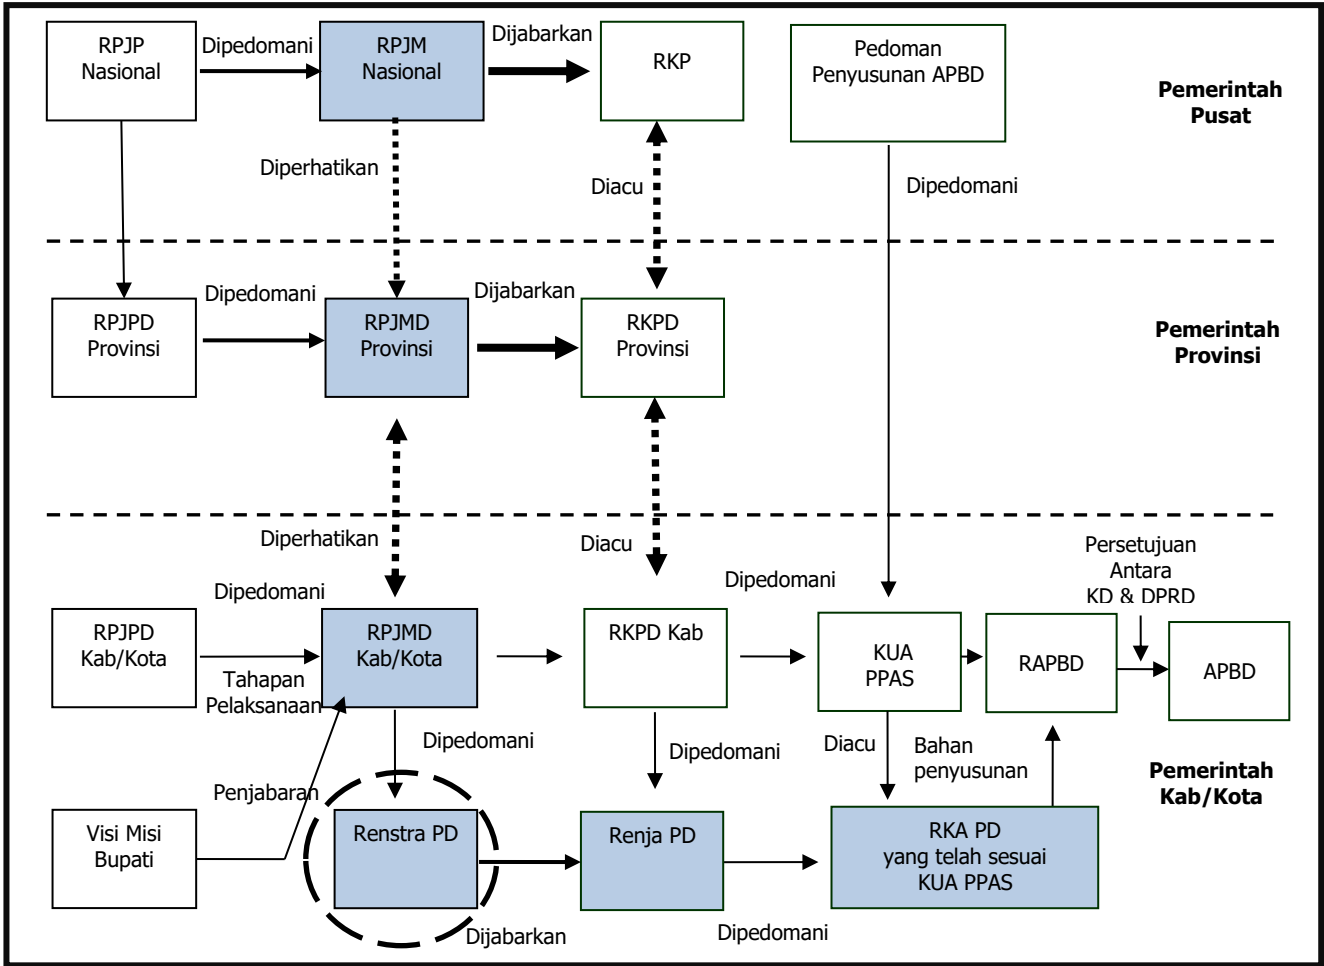 RPJP
Nasional
Dipedomani
RPJM
Nasional
Dijabarkan
RKP
Pedoman
Penyusunan APBD
Pemerintah
Pusat
Diperhatikan
Diacu
Dipedomani
RPJPD
Provinsi
Dipedomani
RPJMD
Provinsi
Dijabarkan
RKPD
Provinsi
Pemerintah
Provinsi
Diperhatikan
Diacu
Dipedomani
Dipedomani
Persetujuan
Antara
KD & DPRD
RPJPD
Kab/Kota
Tahapan
Pelaksanaan
RPJMD
Kab/Kota
RKPD Kab
KUA
PPAS
RAPBD
APBD
Dipedomani
Dipedomani
Diacu
Bahan
penyusunan
Pemerintah
Kab/Kota
Penjabaran
Visi Misi
Bupati
Renstra PD
Renja PD
RKA PD
yang telah sesuai
KUA PPAS
Dijabarkan
Dipedomani